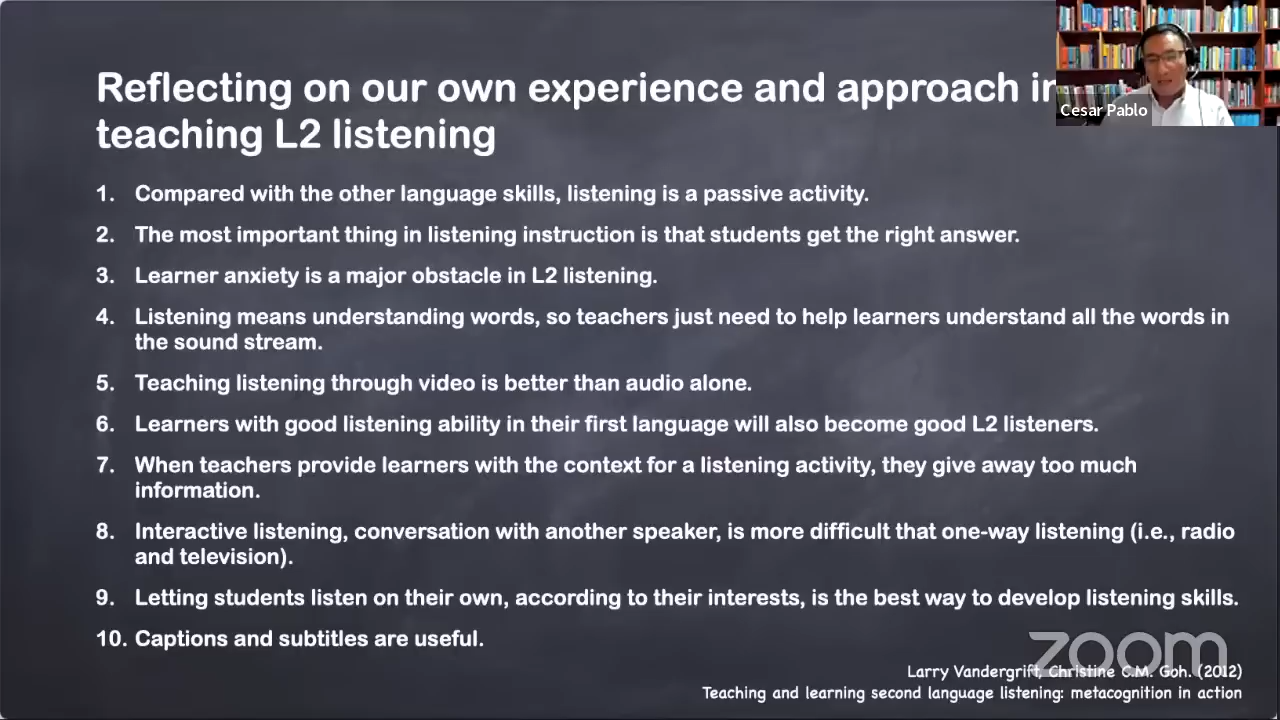 Reflecting on our own experience and approach in
teaching L2 listening
Cesar Pablo
1. Compared with the other language skills, listening is a passive activity.
2. The most important thing in listening instruction is that students get the right answer.
3. Learner anxiety is a major obstacle in L2 listening.
4. Listening means understanding words, so teachers just need to help learners understand all the words in
the sound stream.
5. Teaching listening through video is better than audio alone.
6. Learners with good listening ability in their first language will also become good L2 listeners.
7. When teachers provide learners with the context for a listening activity, they give away too much
information.
8. Interactive listening, conversation with another speaker, is more difficult that one-way listening (i.e., radio
and television).
9. Letting students listen on their own, according to their interests, is the best way to develop listening skills.
10. Captions and subtitles are useful.
zoom
Larry Vandergrift, Christine C.M. Goh. (2012)
Teaching and learning second language listening: metacognition in action